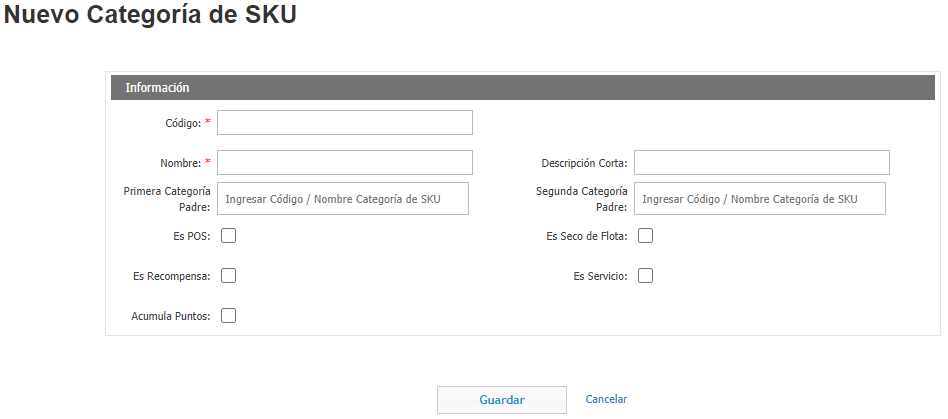 Nuevo Categoría de SKU
Información
Código: *
Nombre: *
Descripción Corta:
Primera Categoría
Padre:
Ingresar Código / Nombre Categoría de SKU
Segunda Categoría
Padre:
Ingresar Código / Nombre Categoría de SKU
Es POS:
Es Seco de Flota:
Es Recompensa:
Es Servicio:
Acumula Puntos:
Guardar
Cancelar